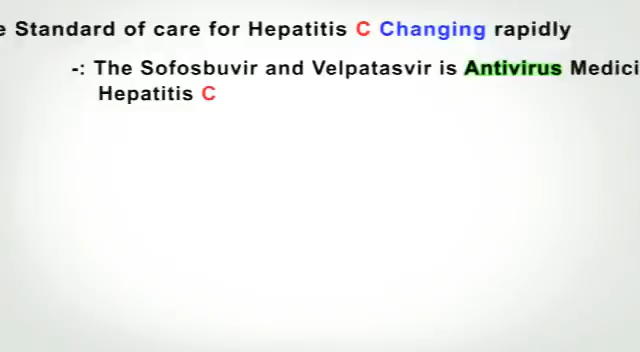 e Standard of care for Hepatitis C Changing rapidly
-: The Sofosbuvir and Velpatasvir is Antivirus Medici
Hepatitis C